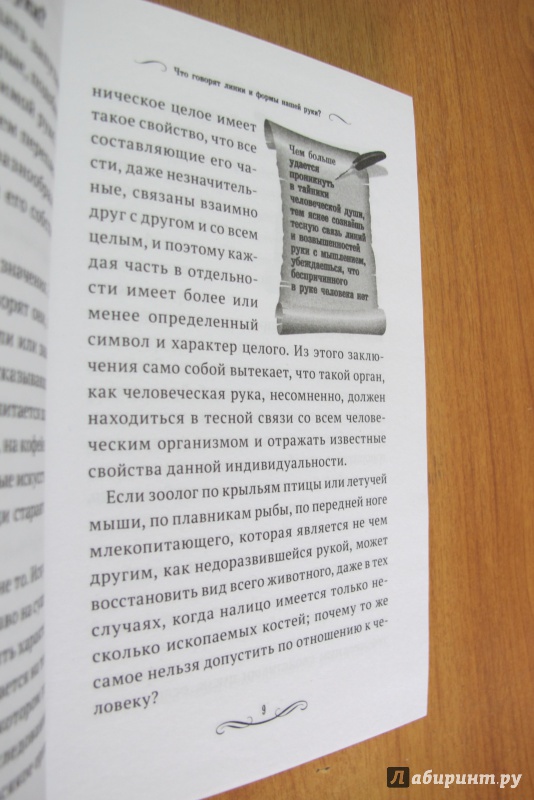 Что говорят линии и формы нашей руки?
ническое целое имеет
такое свойство, что все
составляющие его ча-
сти, даже незначитель-
ные, связаны взаимно
друг с другом и со всем
целым, и поэтому каж-
дая часть в отдельно-
сти имеет более или
менее определенный
символ и характер целого. Из этого заклю-
чения само собой вытекает, что такой орган,
как человеческая рука, несомненно, должен
находиться в тесной связи со всем челове-
ческим организмом и отражать известные
свойства данной индивидуальности.
Чем больше
удается
проникнуть
в тайники
человеческой души,
тем яснее сознаёшь
тесную связь линий
и возвышенностей
руки с мышлением,
убеждаешься, что
беспричинного
в руке человека нет
Если зоолог по крыльям птицы или летучей
мыши, по плавникам рыбы, по передней ноге
млекопитающего, которая является не чем
другим, как недоразвившейся рукой, может
восстановить вид всего животного, даже в тех
случаях, когда налицо имеется только не-
сколько ископаемых костей; почему то же
самое нельзя допустить по отношению к че-
ловеку?
9
значения
на кофей
Лабиринт.ру